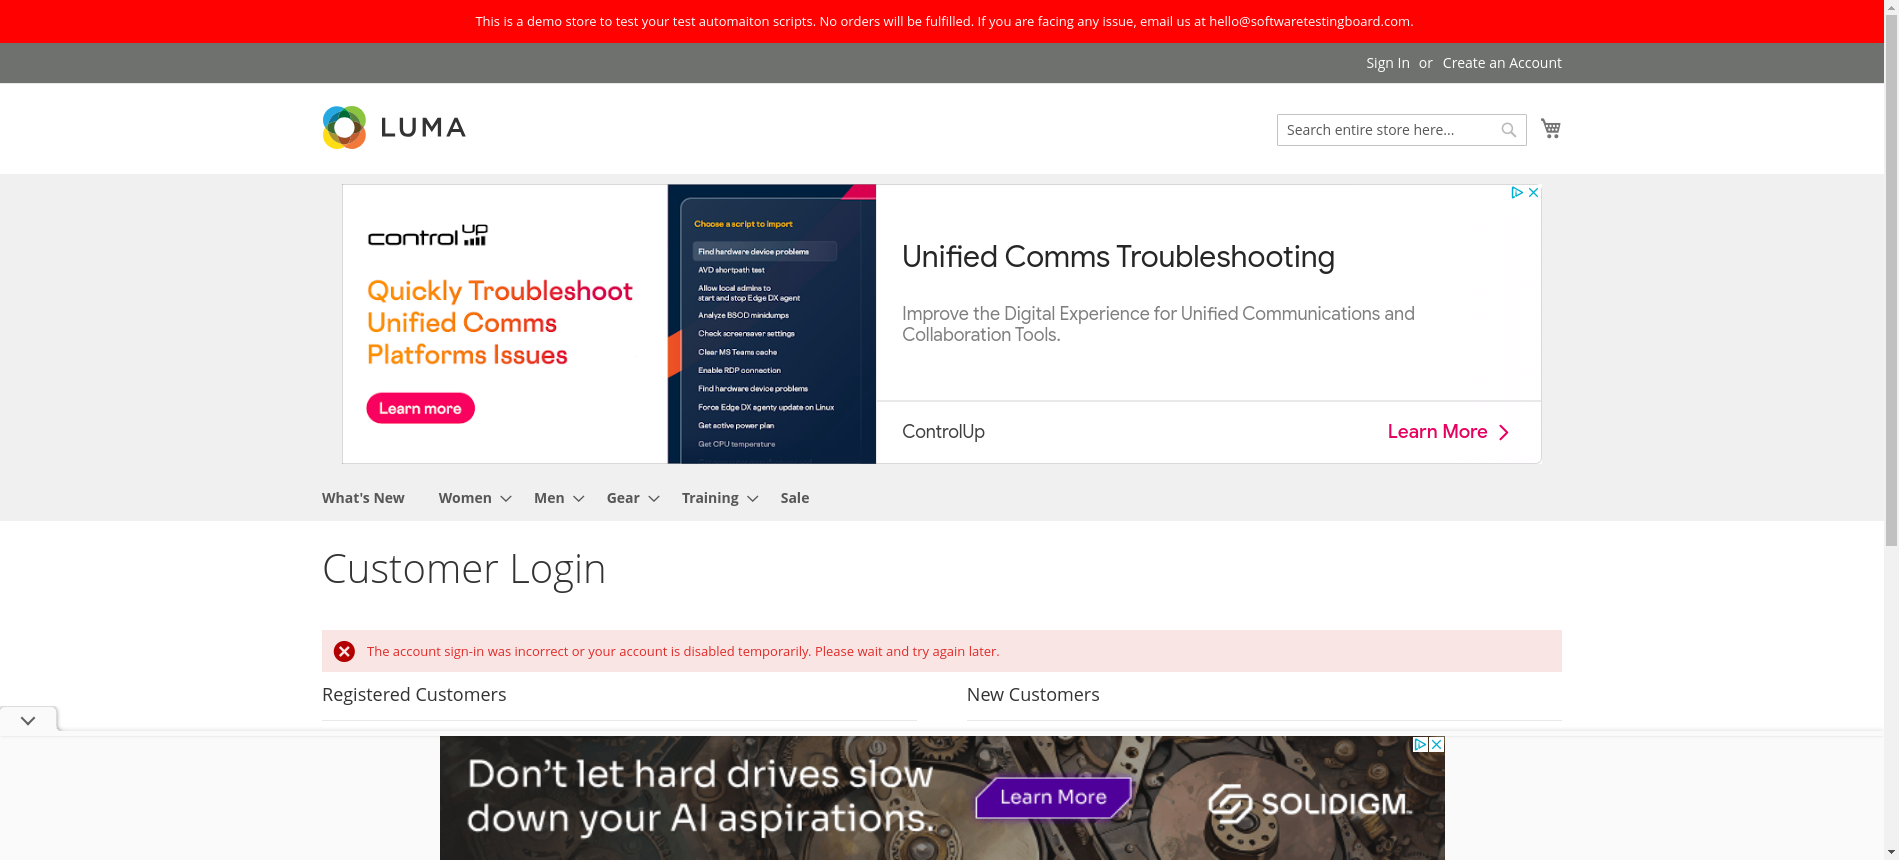 This is a demo store to test your test automaiton scripts. No orders will be fulfilled. If you are facing any issue, email us at hello@softwaretestingboard.com.
Sign In or Create an Account
LUMA
Search entire store here...
controlUP
Quickly Troubleshoot
Unified Comms
Platforms Issues
Learn more
Choose a script to import
Find hardware device problems
AVD shortpath test
Allow local admins to
start and stop Edge DX agent
Analyze BSOD minidumps
Check screensaver settings
Clear MS Teams cache
Enable RDP connection
Find hardware device problems
Force Edge DX agenty update on Linux
Get active power plan
Get CPU temperature
Unified Comms Troubleshooting
Improve the Digital Experience for Unified Communications and
Collaboration Tools.
ControlUp
Learn More
What's New Women Men Gear Training Sale
Customer Login
The account sign-in was incorrect or your account is disabled temporarily. Please wait and try again later.
Registered Customers
New Customers
Don't let hard drives slow
down your AI aspirations.
Learn More
SOLIDIGM